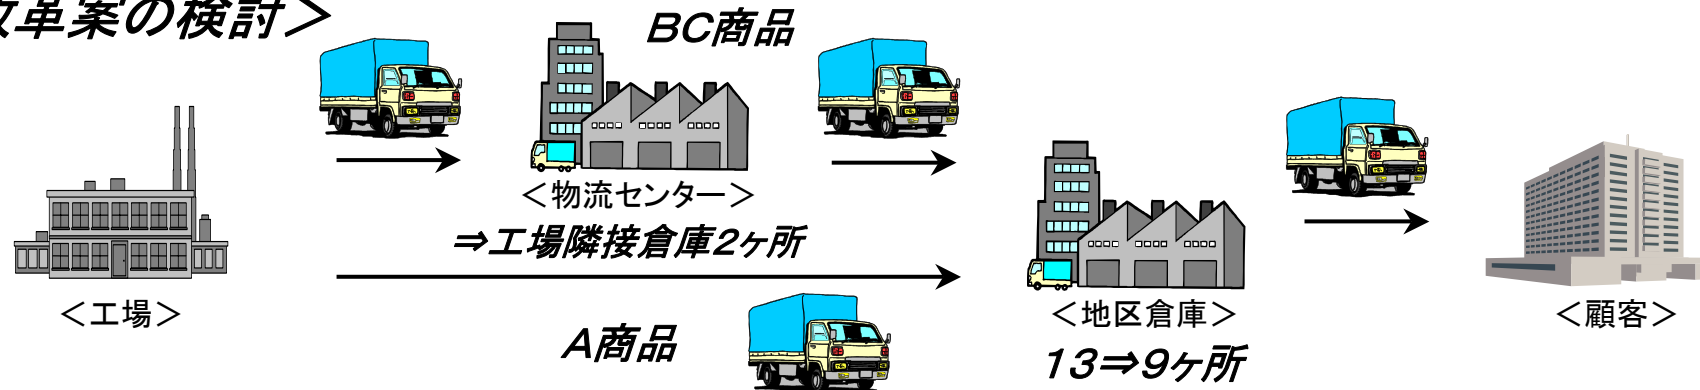 革案の検討＞
BC商品
＜物流センター＞
⇒工場隣接倉庫2ヶ所
＜工場＞
A商品
＜地区倉庫＞
13⇒9ヶ所
＜顧客＞